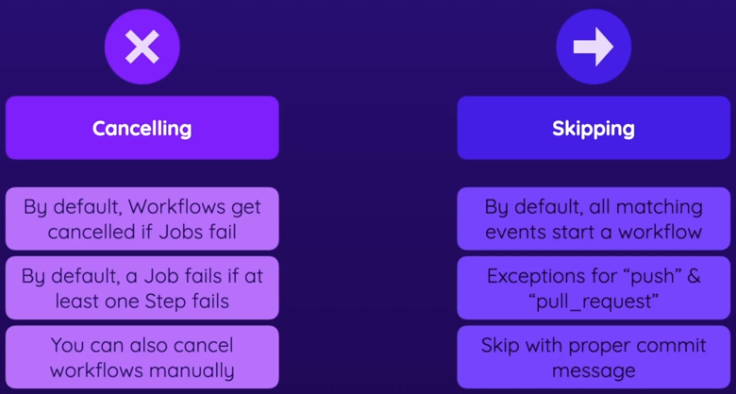 Cancelling
By default, Workflows get
cancelled if Jobs fail
By default, a Job fails if at
least one Step fails
You can also cancel
workflows manually
Skipping
By default, all matching
events start a workflow
Exceptions for “push” &
“pull_request”
Skip with proper commit
message